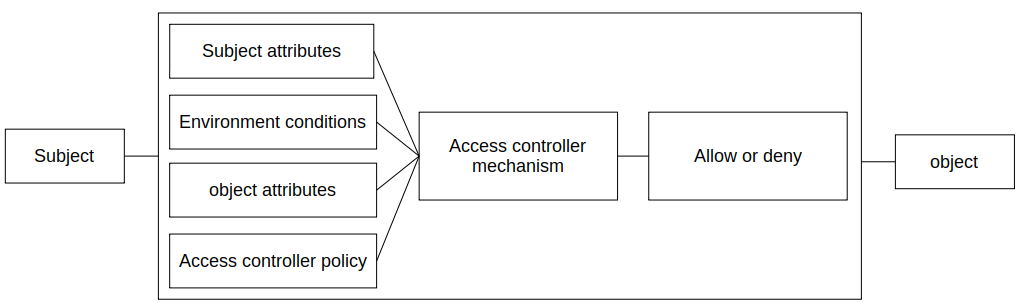 Subject
Subject attributes
Environment conditions
object attributes
Access controller policy
Access controller
mechanism
Allow or deny
object